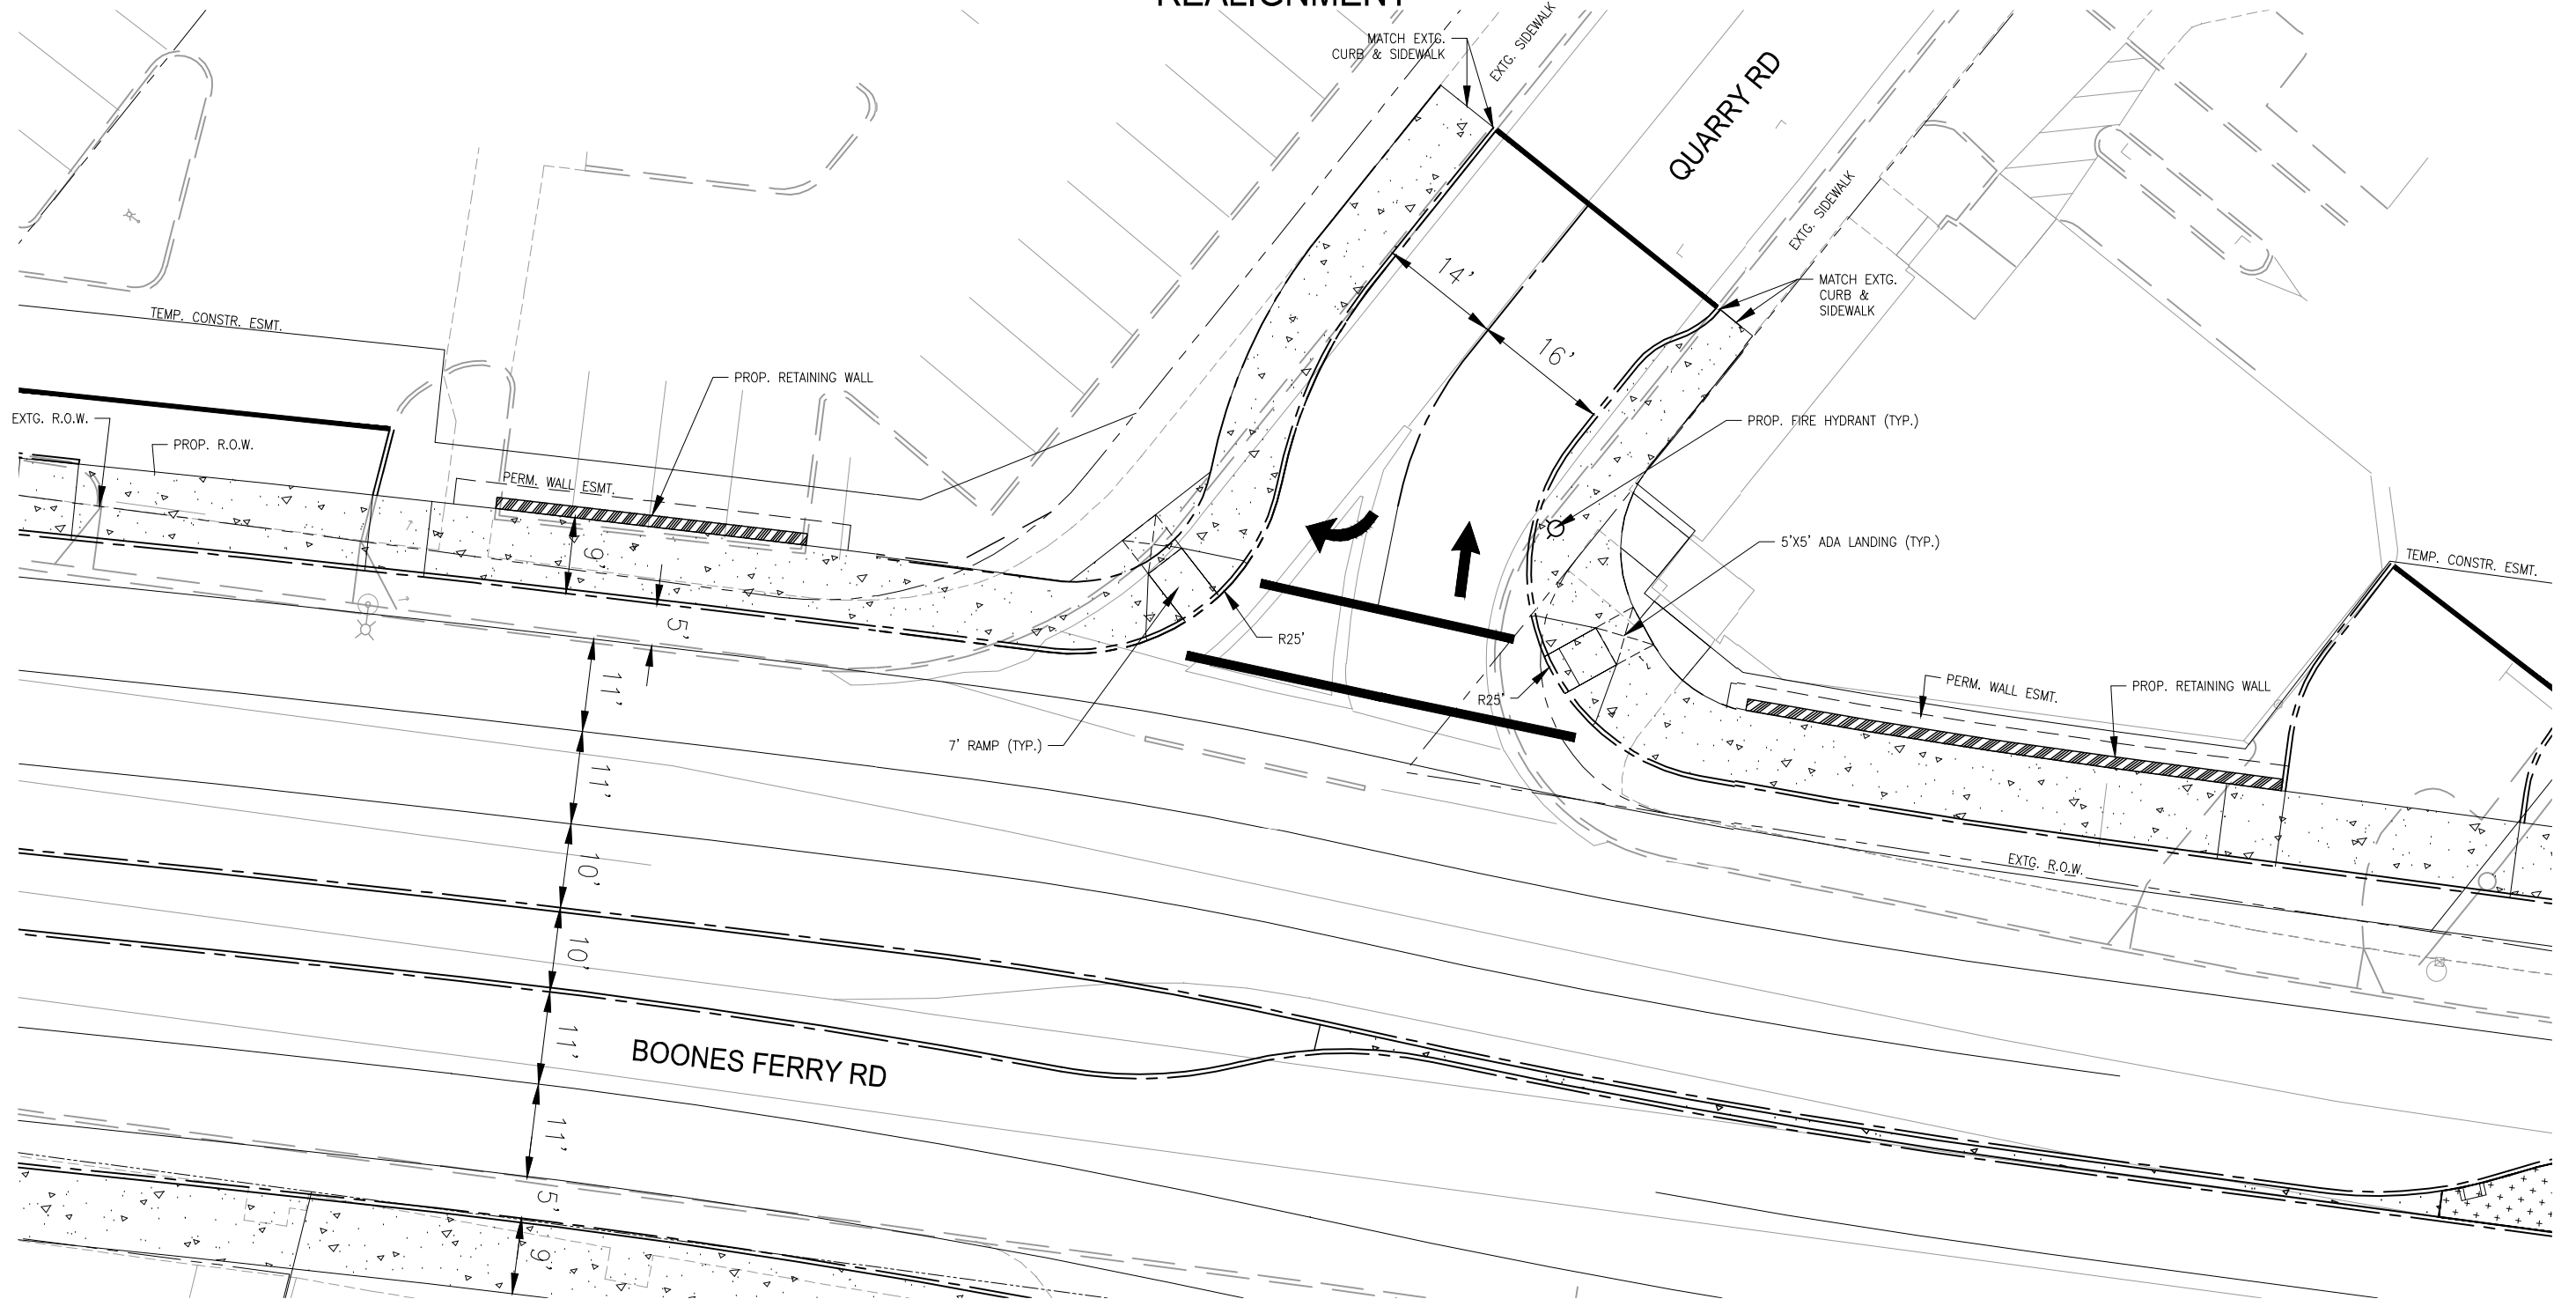 REALIGNMENT
MATCH EXTG.
CURB & SIDEWALK
EXTG. SIDEWALK
QUARRY RD
EXTG. SIDEWALK
MATCH EXTG.
CURB &
SIDEWALK
14'
16'
TEMP. CONSTR. ESMT.
PROP. RETAINING WALL
EXTG. R.O.W.
PROP. R.O.W.
PERM. WALL ESMT.
PROP. FIRE HYDRANT (TYP.)
5'X5' ADA LANDING (TYP.)
TEMP. CONSTR. ESMT.
9'
5'
R25'
R25'
7' RAMP (TYP.)
PERM. WALL ESMT.
PROP. RETAINING WALL
11'
11'
10'
10'
11'
11'
5'
9'
EXTG. R.O.W.
BOONES FERRY RD